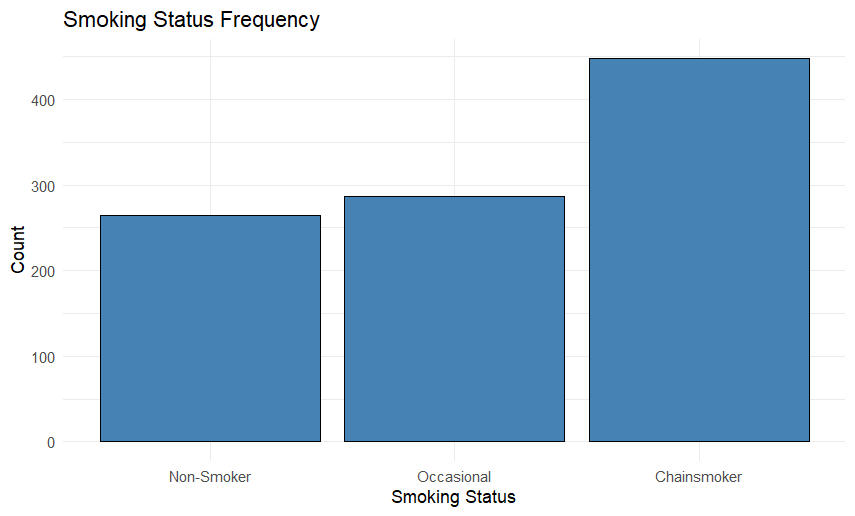 Smoking Status Frequency
Count
400
300
200
100
0
Non-Smoker Occasional Chainsmoker
Smoking Status